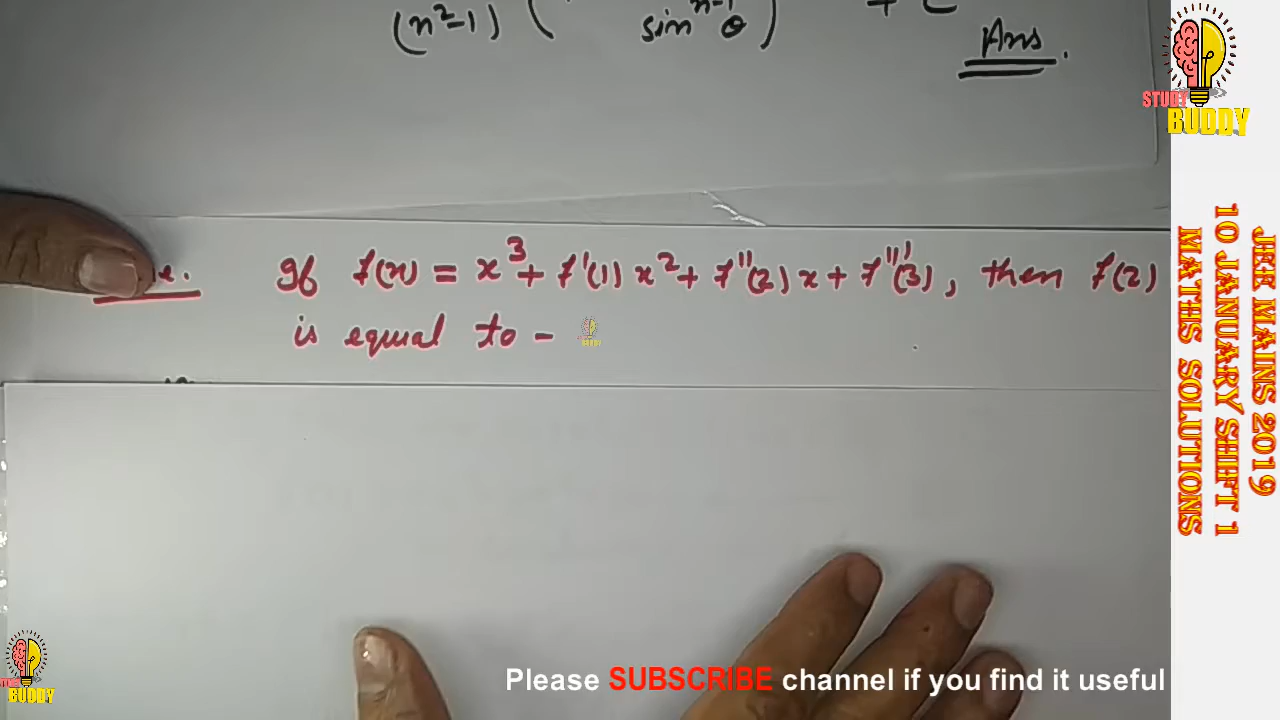 (n²-1) ( sin^{n-1} θ ) + C
Ans.
If f(x) = x³ + f'(1) x² + f''(2) x + f'''(3), then f(2)
is equal to -
STUDY
BUDDY
JEE MAINS 2019
10 JANUARY SHIFT 1
MATHS SOLUTIONS
BUDDY
Please SUBSCRIBE channel if you find it useful